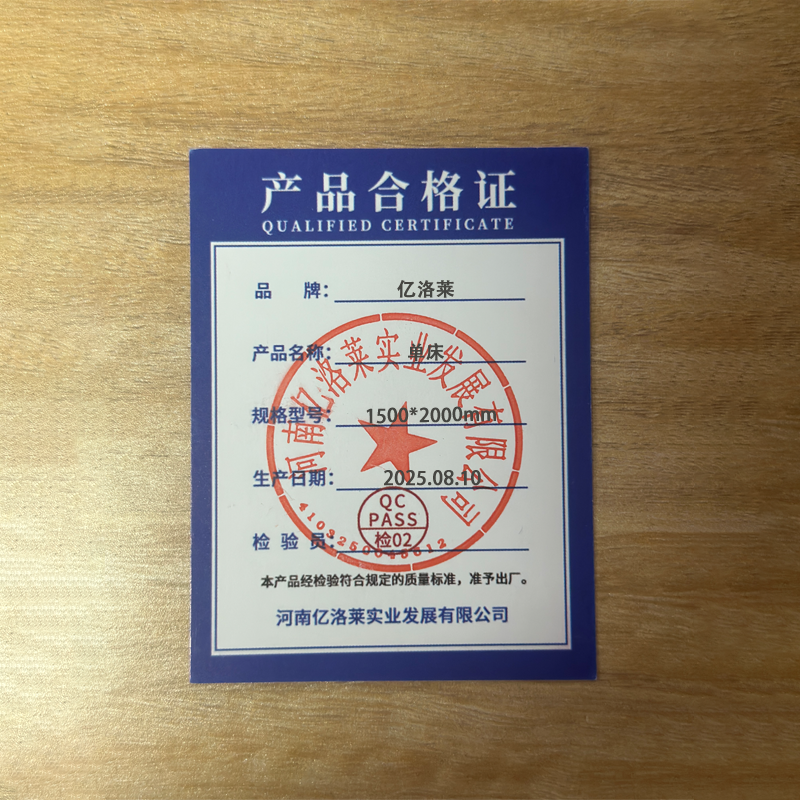 产品合格证
QUALIFIED CERTIFICATE
品 牌: 亿洛莱
产品名称: 单床
规格型号: 1500*2000mm
生产日期: 2025.08.10
检 验 员:
QC
PASS
检02
河南亿洛莱实业发展有限公司
本产品经检验符合规定的质量标准，准予出厂。
河南亿洛莱实业发展有限公司